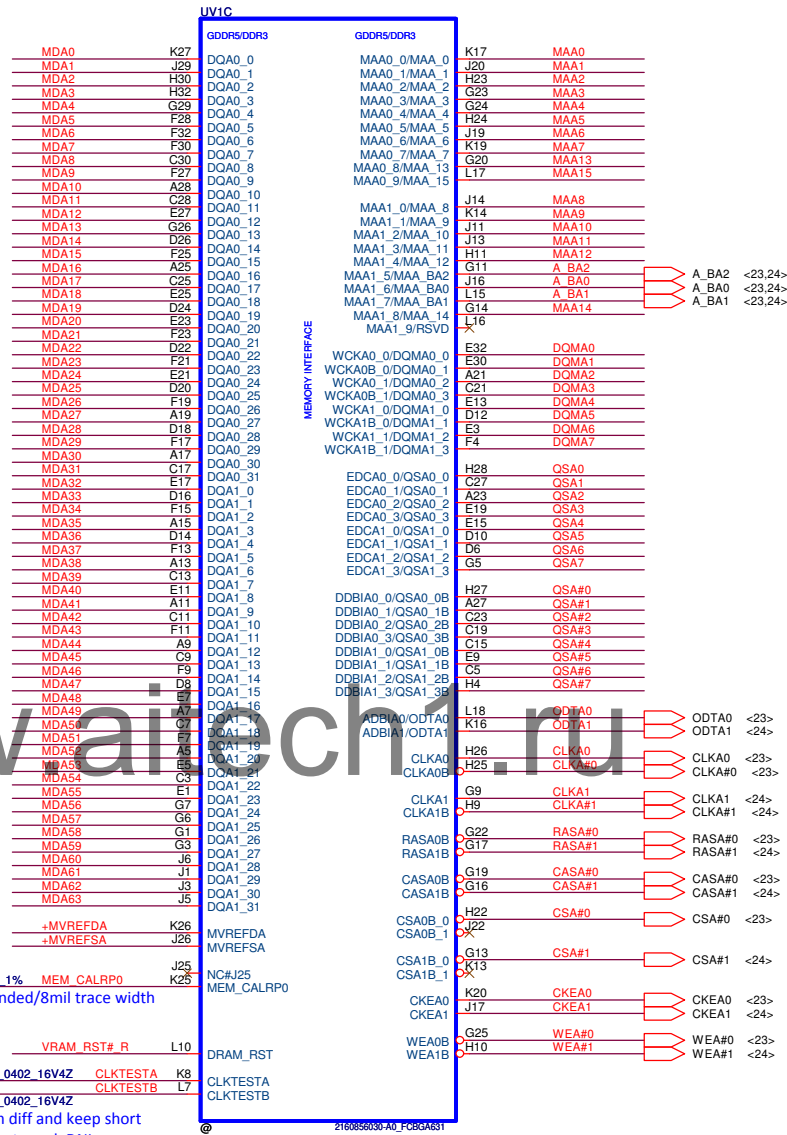 UV1C
GDDR5/DDR3 GDDR5/DDR3
MDA0 K27 DQA0_0
MDA1 J29 DQA0_1
MDA2 H30 DQA0_2
MDA3 H32 DQA0_3
MDA4 G29 DQA0_4
MDA5 F28 DQA0_5
MDA6 F32 DQA0_6
MDA7 F30 DQA0_7
MDA8 C30 DQA0_8
MDA9 F27 DQA0_9
MDA10 A28 DQA0_10
MDA11 C28 DQA0_11
MDA12 E27 DQA0_12
MDA13 G26 DQA0_13
MDA14 D26 DQA0_14
MDA15 F25 DQA0_15
MDA16 A25 DQA0_16
MDA17 C25 DQA0_17
MDA18 E25 DQA0_18
MDA19 D24 DQA0_19
MDA20 E23 DQA0_20
MDA21 F23 DQA0_21
MDA22 D22 DQA0_22
MDA23 F21 DQA0_23
MDA24 E21 DQA0_24
MDA25 D20 DQA0_25
MDA26 F19 DQA0_26
MDA27 A19 DQA0_27
MDA28 D18 DQA0_28
MDA29 F17 DQA0_29
MDA30 A17 DQA0_30
MDA31 C17 DQA0_31
MDA32 E17 DQA1_0
MDA33 D16 DQA1_1
MDA34 F15 DQA1_2
MDA35 A15 DQA1_3
MDA36 D14 DQA1_4
MDA37 F13 DQA1_5
MDA38 A13 DQA1_6
MDA39 C13 DQA1_7
MDA40 E11 DQA1_8
MDA41 A11 DQA1_9
MDA42 C11 DQA1_10
MDA43 F11 DQA1_11
MDA44 A9 DQA1_12
MDA45 C9 DQA1_13
MDA46 F9 DQA1_14
MDA47 D8 DQA1_15
MDA48 E7 DQA1_16
MDA49 A7 DQA1_17
MDA50 C7 DQA1_18
MDA51 F7 DQA1_19
MDA52 A5 DQA1_20
MDA53 E5 DQA1_21
MDA54 C3 DQA1_22
MDA55 E1 DQA1_23
MDA56 G7 DQA1_24
MDA57 G6 DQA1_25
MDA58 G1 DQA1_26
MDA59 G3 DQA1_27
MDA60 J6 DQA1_28
MDA61 J1 DQA1_29
MDA62 J3 DQA1_30
MDA63 J5 DQA1_31
+MVREFDA K26 MVREFDA
+MVREFSA J26 MVREFSA
J25 NC#J25
_1% MEM_CALRP0 K25 MEM_CALRP0
nded/8mil trace width
VRAM_RST#_R L10 DRAM_RST
_0402_16V4Z CLKTESTA K8 CLKTESTA
CLKTESTB L7 CLKTESTB
_0402_16V4Z
n diff and keep short
MEMORY INTERFACE
MAA0_0/MAA_0 K17 MAA0
MAA0_1/MAA_1 J20 MAA1
MAA0_2/MAA_2 H23 MAA2
MAA0_3/MAA_3 G23 MAA3
MAA0_4/MAA_4 G24 MAA4
MAA0_5/MAA_5 H24 MAA5
MAA0_6/MAA_6 J19 MAA6
MAA0_7/MAA_7 K19 MAA7
MAA0_8/MAA_13 G20 MAA13
MAA0_9/MAA_15 L17 MAA15
MAA1_0/MAA_8 J14 MAA8
MAA1_1/MAA_9 K14 MAA9
MAA1_2/MAA_10 J11 MAA10
MAA1_3/MAA_11 J13 MAA11
MAA1_4/MAA_12 H11 MAA12
MAA1_5/MAA_BA2 G11 A_BA2 A_BA2 <23,24>
MAA1_6/MAA_BA0 J16 A_BA0 A_BA0 <23,24>
MAA1_7/MAA_BA1 L15 A_BA1 A_BA1 <23,24>
MAA1_8/MAA_14 G14 MAA14
MAA1_9/RSVD L16
WCKA0_0/DQMA0_0 E32 DQMA0
WCKA0B_0/DQMA0_1 E30 DQMA1
WCKA0_1/DQMA0_2 A21 DQMA2
WCKA0B_1/DQMA0_3 C21 DQMA3
WCKA1_0/DQMA1_0 E13 DQMA4
WCKA1B_0/DQMA1_1 D12 DQMA5
WCKA1_1/DQMA1_2 E3 DQMA6
WCKA1B_1/DQMA1_3 F4 DQMA7
EDCA0_0/QSA0_0 H28 QSA0
EDCA0_1/QSA0_1 C27 QSA1
EDCA0_2/QSA0_2 A23 QSA2
EDCA0_3/QSA0_3 E19 QSA3
EDCA1_0/QSA1_0 E15 QSA4
EDCA1_1/QSA1_1 D10 QSA5
EDCA1_2/QSA1_2 D6 QSA6
EDCA1_3/QSA1_3 G5 QSA7
DDBIA0_0/QSA0_0B H27 QSA#0
DDBIA0_1/QSA0_1B A27 QSA#1
DDBIA0_2/QSA0_2B C23 QSA#2
DDBIA0_3/QSA0_3B C19 QSA#3
DDBIA1_0/QSA1_0B C15 QSA#4
DDBIA1_1/QSA1_1B E9 QSA#5
DDBIA1_2/QSA1_2B C5 QSA#6
DDBIA1_3/QSA1_3B H4 QSA#7
ADBIA0/ODTA0 L18 ODTA0 ODTA0 <23>
ADBIA1/ODTA1 K16 ODTA1 ODTA1 <24>
CLKA0 H26 CLKA0 CLKA0 <23>
CLKA0B H25 CLKA#0 CLKA#0 <23>
CLKA1 G9 CLKA1 CLKA1 <24>
CLKA1B H9 CLKA#1 CLKA#1 <24>
RASA0B G22 RASA#0 RASA#0 <23>
RASA1B G17 RASA#1 RASA#1 <24>
CASA0B G19 CASA#0 CASA#0 <23>
CASA1B G16 CASA#1 CASA#1 <24>
CSA0B_0 H22 CSA#0 CSA#0 <23>
CSA0B_1 J22
CSA1B_0 G13 CSA#1 CSA#1 <24>
CSA1B_1 K13
CKEA0 K20 CKEA0 CKEA0 <23>
CKEA1 J17 CKEA1 CKEA1 <24>
WEA0B G25 WEA#0 WEA#0 <23>
WEA1B H10 WEA#1 WEA#1 <24>
@ 2160856030-A0_FCBGA631
w.aitech1.ru